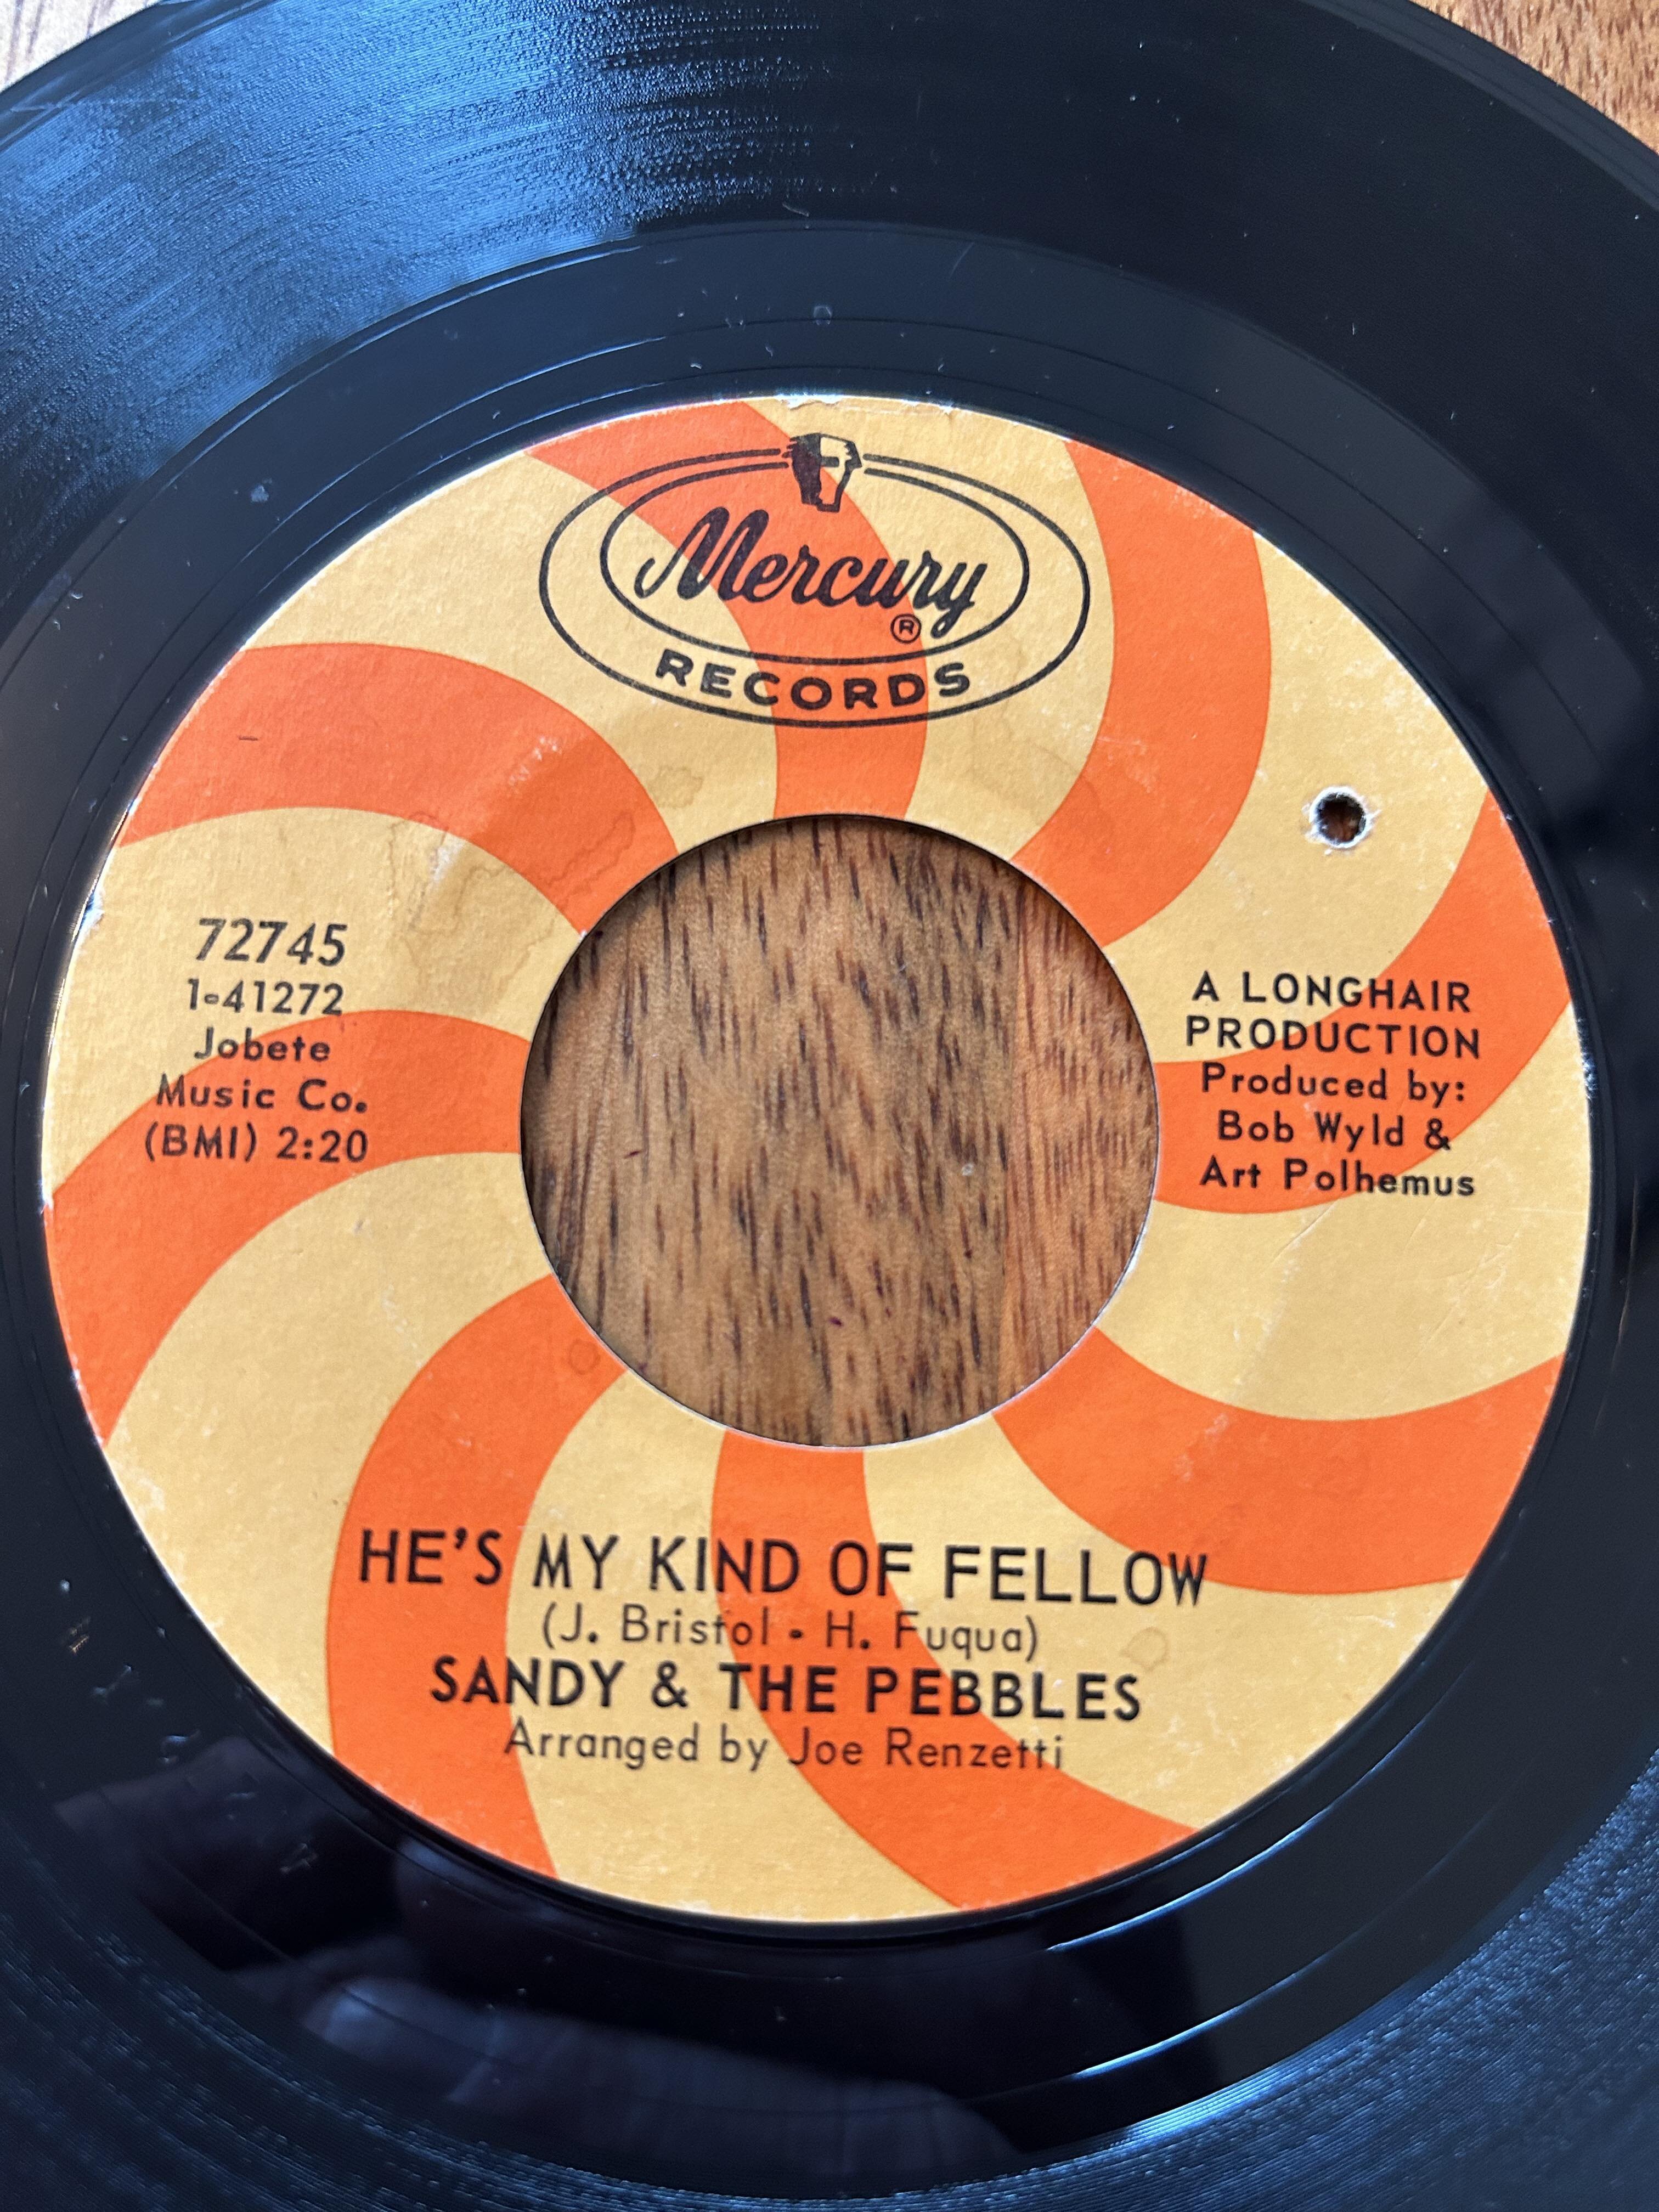 Mercury
®
RECORDS
72745
1-41272
Jobete
Music Co.
(BMI) 2:20
A LONGHAIR
PRODUCTION
Produced by:
Bob Wyld &
Art Polhemus
HE'S MY KIND OF FELLOW
(J. Bristol - H. Fuqua)
SANDY & THE PEBBLES
Arranged by Joe Renzetti